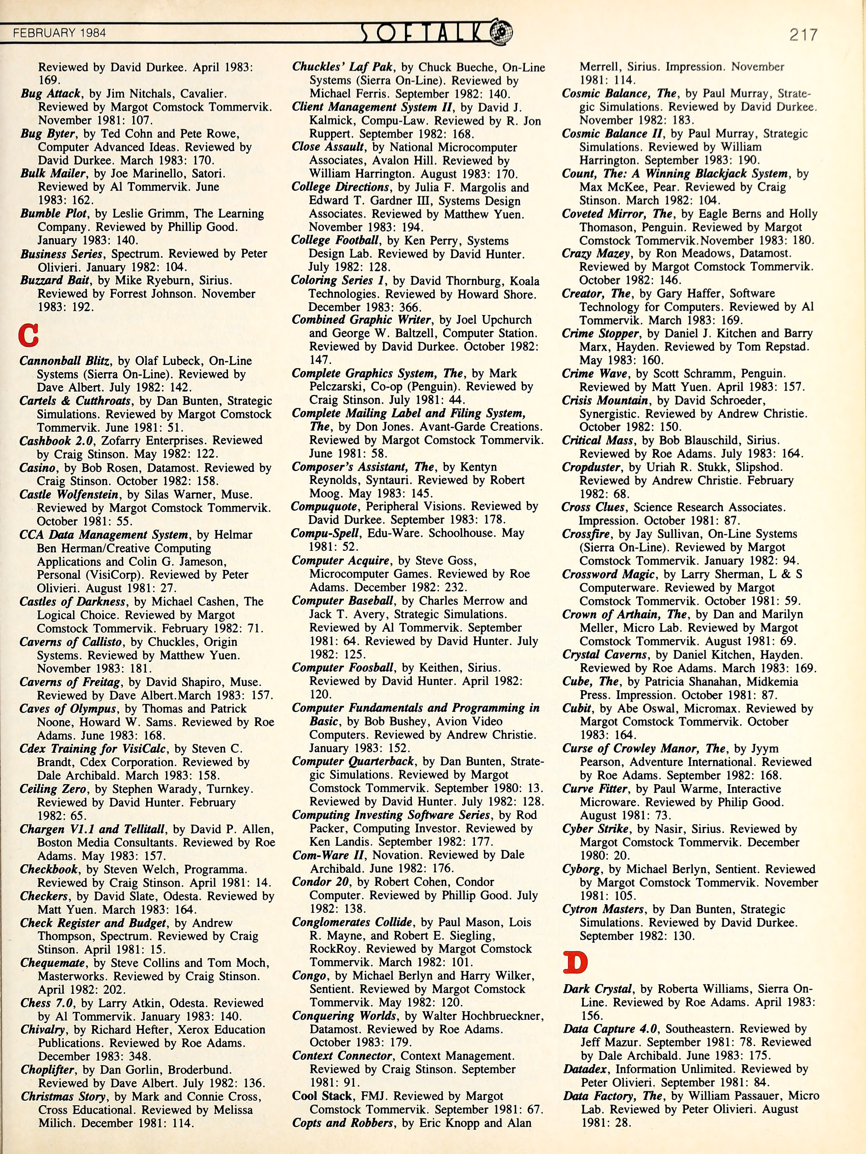 FEBRUARY 1984
SOFTALK
217
Reviewed by David Durkee. April 1983:
169.
Bug Attack, by Jim Nitchals, Cavalier.
Reviewed by Margot Comstock Tommervik.
November 1981: 107.
Bug Byter, by Ted Cohn and Pete Rowe,
Computer Advanced Ideas. Reviewed by
David Durkee. March 1983: 170.
Bulk Mailer, by Joe Marinello, Satori.
Reviewed by Al Tommervik. June
1983: 162.
Bumble Plot, by Leslie Grimm, The Learning
Company. Reviewed by Phillip Good.
January 1983: 140.
Business Series, Spectrum. Reviewed by Peter
Olivieri. January 1982: 104.
Buzzard Bait, by Mike Ryeburn, Sirius.
Reviewed by Forrest Johnson. November
1983: 192.
C
Cannonball Blitz, by Olaf Lubeck, On-Line
Systems (Sierra On-Line). Reviewed by
Dave Albert. July 1982: 142.
Cartels & Cutthroats, by Dan Bunten, Strategic
Simulations. Reviewed by Margot Comstock
Tommervik. June 1981: 51.
Cashbook 2.0, Zofarry Enterprises. Reviewed
by Craig Stinson. May 1982: 122.
Casino, by Bob Rosen, Datamost. Reviewed by
Craig Stinson. October 1982: 158.
Castle Wolfenstein, by Silas Warner, Muse.
Reviewed by Margot Comstock Tommervik.
October 1981: 55.
CCA Data Management System, by Helmar
Ben Herman/Creative Computing
Applications and Colin G. Jameson,
Personal (VisiCorp). Reviewed by Peter
Olivieri. August 1981: 27.
Castles of Darkness, by Michael Cashen, The
Logical Choice. Reviewed by Margot
Comstock Tommervik. February 1982: 71.
Caverns of Callisto, by Chuckles, Origin
Systems. Reviewed by Matthew Yuen.
November 1983: 181.
Caverns of Freitag, by David Shapiro, Muse.
Reviewed by Dave Albert.March 1983: 157.
Caves of Olympus, by Thomas and Patrick
Noone, Howard W. Sams. Reviewed by Roe
Adams. June 1983: 168.
Cdex Training for VisiCalc, by Steven C.
Brandt, Cdex Corporation. Reviewed by
Dale Archibald. March 1983: 158.
Ceiling Zero, by Stephen Warady, Turnkey.
Reviewed by David Hunter. February
1982: 65.
Chargen V1.1 and Tellitall, by David P. Allen,
Boston Media Consultants. Reviewed by Roe
Adams. May 1983: 157.
Checkbook, by Steven Welch, Programma.
Reviewed by Craig Stinson. April 1981: 14.
Checkers, by David Slate, Odesta. Reviewed by
Matt Yuen. March 1983: 164.
Check Register and Budget, by Andrew
Thompson, Spectrum. Reviewed by Craig
Stinson. April 1981: 15.
Chequemate, by Steve Collins and Tom Moch,
Masterworks. Reviewed by Craig Stinson.
April 1982: 202.
Chess 7.0, by Larry Atkin, Odesta. Reviewed
by Al Tommervik. January 1983: 140.
Chivalry, by Richard Hefter, Xerox Education
Publications. Reviewed by Roe Adams.
December 1983: 348.
Choplifter, by Dan Gorlin, Broderbund.
Reviewed by Dave Albert. July 1982: 136.
Christmas Story, by Mark and Connie Cross,
Cross Educational. Reviewed by Melissa
Milich. December 1981: 114.
Chuckles' Laf Pak, by Chuck Bueche, On-Line
Systems (Sierra On-Line). Reviewed by
Michael Ferris. September 1982: 140.
Client Management System II, by David J.
Kalmick, Compu-Law. Reviewed by R. Jon
Ruppert. September 1982: 168.
Close Assault, by National Microcomputer
Associates, Avalon Hill. Reviewed by
William Harrington. August 1983: 170.
College Directions, by Julia F. Margolis and
Edward T. Gardner III, Systems Design
Associates. Reviewed by Matthew Yuen.
November 1983: 194.
College Football, by Ken Perry, Systems
Design Lab. Reviewed by David Hunter.
July 1982: 128.
Coloring Series 1, by David Thornburg, Koala
Technologies. Reviewed by Howard Shore.
December 1983: 366.
Combined Graphic Writer, by Joel Upchurch
and George W. Baltzell, Computer Station.
Reviewed by David Durkee. October 1982:
147.
Complete Graphics System, The, by Mark
Pelczarski, Co-op (Penguin). Reviewed by
Craig Stinson. July 1981: 44.
Complete Mailing Label and Filing System,
The, by Don Jones. Avant-Garde Creations.
Reviewed by Margot Comstock Tommervik.
June 1981: 58.
Composer's Assistant, The, by Kentyn
Reynolds, Syntauri. Reviewed by Robert
Moog. May 1983: 145.
Compuquote, Peripheral Visions. Reviewed by
David Durkee. September 1983: 178.
Compu-Spell, Edu-Ware. Schoolhouse. May
1981: 52.
Computer Acquire, by Steve Goss,
Microcomputer Games. Reviewed by Roe
Adams. December 1982: 232.
Computer Baseball, by Charles Merrow and
Jack T. Avery, Strategic Simulations.
Reviewed by Al Tommervik. September
1981: 64. Reviewed by David Hunter. July
1982: 125.
Computer Foosball, by Keithen, Sirius.
Reviewed by David Hunter. April 1982:
120.
Computer Fundamentals and Programming in
Basic, by Bob Bushey, Avion Video
Computers. Reviewed by Andrew Christie.
January 1983: 152.
Computer Quarterback, by Dan Bunten, Strate-
gic Simulations. Reviewed by Margot
Comstock Tommervik. September 1980: 13.
Reviewed by David Hunter. July 1982: 128.
Computing Investing Software Series, by Rod
Packer, Computing Investor. Reviewed by
Ken Landis. September 1982: 177.
Com-Ware II, Novation. Reviewed by Dale
Archibald. June 1982: 176.
Condor 20, by Robert Cohen, Condor
Computer. Reviewed by Phillip Good. July
1982: 138.
Conglomerates Collide, by Paul Mason, Lois
R. Mayne, and Robert E. Siegling,
RockRoy. Reviewed by Margot Comstock
Tommervik. March 1982: 101.
Congo, by Michael Berlyn and Harry Wilker,
Sentient. Reviewed by Margot Comstock
Tommervik. May 1982: 120.
Conquering Worlds, by Walter Hochbrueckner,
Datamost. Reviewed by Roe Adams.
October 1983: 179.
Context Connector, Context Management.
Reviewed by Craig Stinson. September
1981: 91.
Cool Stack, FMJ. Reviewed by Margot
Comstock Tommervik. September 1981: 67.
Copts and Robbers, by Eric Knopp and Alan
Merrell, Sirius. Impression. November
1981: 114.
Cosmic Balance, The, by Paul Murray, Strate-
gic Simulations. Reviewed by David Durkee.
November 1982: 183.
Cosmic Balance II, by Paul Murray, Strategic
Simulations. Reviewed by William
Harrington. September 1983: 190.
Count, The: A Winning Blackjack System, by
Max McKee, Pear. Reviewed by Craig
Stinson. March 1982: 104.
Coveted Mirror, The, by Eagle Berns and Holly
Thomason, Penguin. Reviewed by Margot
Comstock Tommervik.November 1983: 180.
Crazy Mazey, by Ron Meadows, Datamost.
Reviewed by Margot Comstock Tommervik.
October 1982: 146.
Creator, The, by Gary Haffer, Software
Technology for Computers. Reviewed by Al
Tommervik. March 1983: 169.
Crime Stopper, by Daniel J. Kitchen and Barry
Marx, Hayden. Reviewed by Tom Repstad.
May 1983: 160.
Crime Wave, by Scott Schramm, Penguin.
Reviewed by Matt Yuen. April 1983: 157.
Crisis Mountain, by David Schroeder,
Synergistic. Reviewed by Andrew Christie.
October 1982: 150.
Critical Mass, by Bob Blauschild, Sirius.
Reviewed by Roe Adams. July 1983: 164.
Cropduster, by Uriah R. Stukk, Slipshod.
Reviewed by Andrew Christie. February
1982: 68.
Cross Clues, Science Research Associates.
Impression. October 1981: 87.
Crossfire, by Jay Sullivan, On-Line Systems
(Sierra On-Line). Reviewed by Margot
Comstock Tommervik. January 1982: 94.
Crossword Magic, by Larry Sherman, L & S
Computerware. Reviewed by Margot
Comstock Tommervik. October 1981: 59.
Crown of Arthain, The, by Dan and Marilyn
Meller, Micro Lab. Reviewed by Margot
Comstock Tommervik. August 1981: 69.
Crystal Caverns, by Daniel Kitchen, Hayden.
Reviewed by Roe Adams. March 1983: 169.
Cube, The, by Patricia Shanahan, Midkemia
Press. Impression. October 1981: 87.
Cubit, by Abe Oswal, Micromax. Reviewed by
Margot Comstock Tommervik. October
1983: 164.
Curse of Crowley Manor, The, by Jyym
Pearson, Adventure International. Reviewed
by Roe Adams. September 1982: 168.
Curve Fitter, by Paul Warme, Interactive
Microware. Reviewed by Philip Good.
August 1981: 73.
Cyber Strike, by Nasir, Sirius. Reviewed by
Margot Comstock Tommervik. December
1980: 20.
Cyborg, by Michael Berlyn, Sentient. Reviewed
by Margot Comstock Tommervik. November
1981: 105.
Cytron Masters, by Dan Bunten, Strategic
Simulations. Reviewed by David Durkee.
September 1982: 130.
D
Dark Crystal, by Roberta Williams, Sierra On-
Line. Reviewed by Roe Adams. April 1983:
156.
Data Capture 4.0, Southeastern. Reviewed by
Jeff Mazur. September 1981: 78. Reviewed
by Dale Archibald. June 1983: 175.
Datadex, Information Unlimited. Reviewed by
Peter Olivieri. September 1981: 84.
Data Factory, The, by William Passauer, Micro
Lab. Reviewed by Peter Olivieri. August
1981: 28.